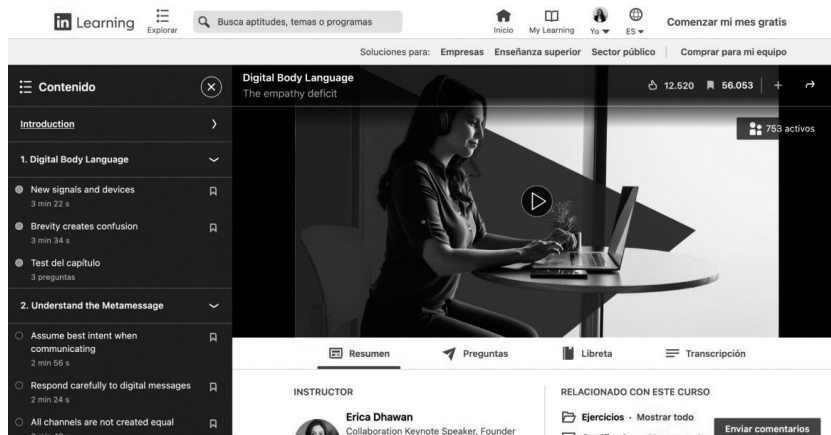 in Learning
Explorar
Busca aptitudes, temas o programas
Inicio
My Learning
Yo
ES
Comenzar mi mes gratis
Soluciones para: Empresas Enseñanza superior Sector público | Comprar para mi equipo
Contenido
Introduction
1. Digital Body Language
New signals and devices
3 min 22 s
Brevity creates confusion
3 min 34 s
Test del capítulo
3 preguntas
2. Understand the Metamessage
Assume best intent when
communicating
2 min 56 s
Respond carefully to digital messages
2 min 24 s
All channels are not created equal
Digital Body Language
The empathy deficit
12.520
56.053
753 activos
Resumen
Preguntas
Libreta
Transcripción
INSTRUCTOR
Erica Dhawan
Collaboration Keynote Speaker, Founder
RELACIONADO CON ESTE CURSO
Ejercicios · Mostrar todo
Enviar comentarios